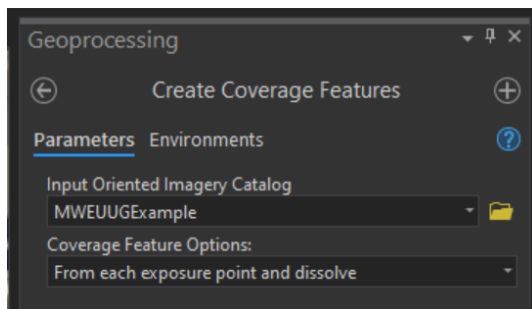 Geoprocessing
Create Coverage Features
Parameters Environments
Input Oriented Imagery Catalog
MWEUUGExample
Coverage Feature Options:
From each exposure point and dissolve